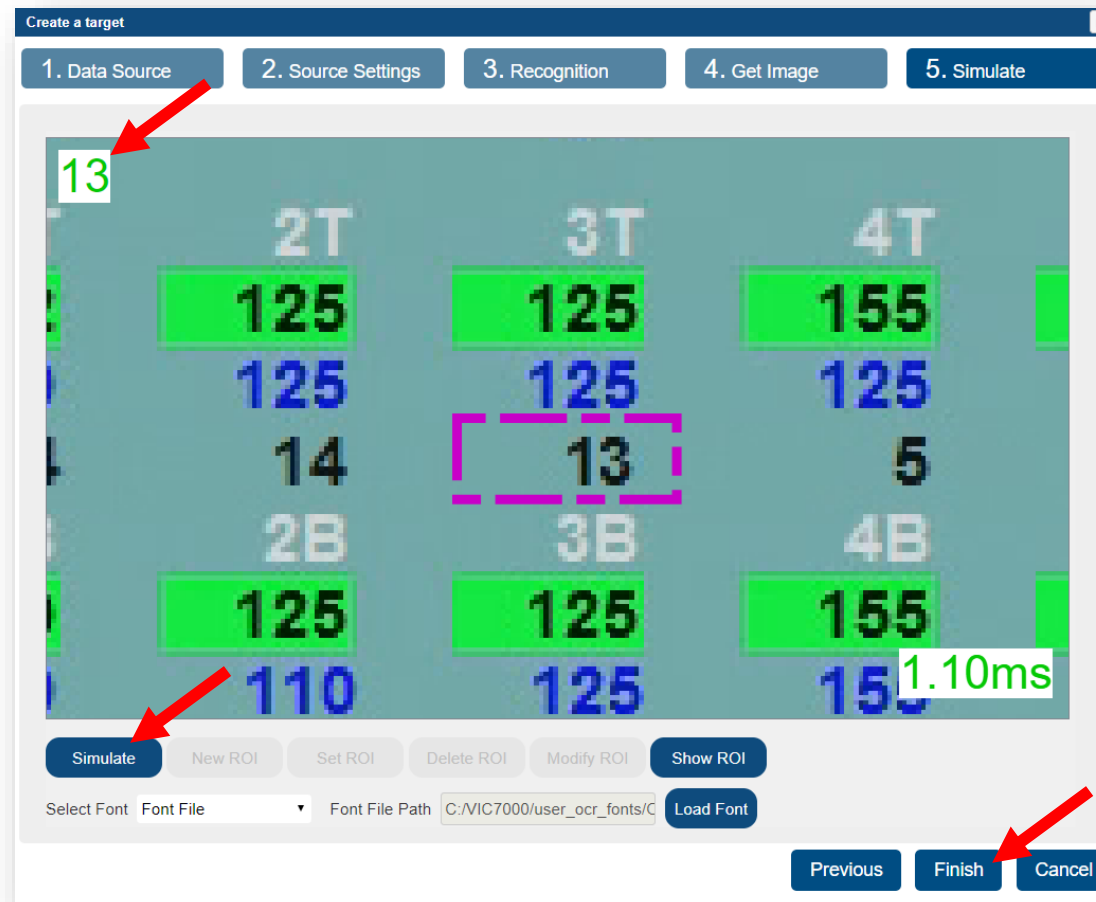 Create a target
1. Data Source 2. Source Settings 3. Recognition 4. Get Image 5. Simulate
13
2T 3T 4T
125 125 155
125 125 125
14 13 5
2B 3B 4B
125 125 155
110 125
1.10ms
Simulate New ROI Set ROI Delete ROI Modify ROI Show ROI
Select Font Font File Font File Path C:/VIC7000/user_ocr_fonts/ Load Font
Previous Finish Cancel